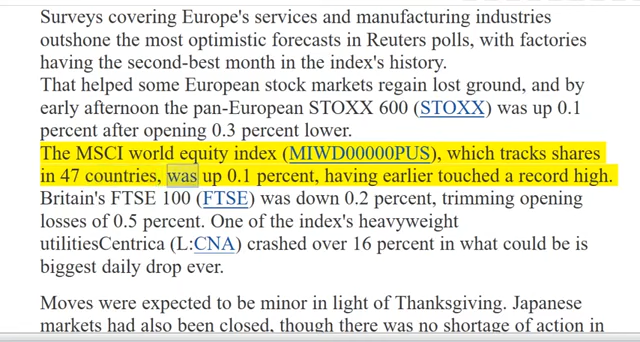 Surveys covering Europe's services and manufacturing industries
outshone the most optimistic forecasts in Reuters polls, with factories
having the second-best month in the index's history.
That helped some European stock markets regain lost ground, and by
early afternoon the pan-European STOXX 600 (STOXX) was up 0.1
percent after opening 0.3 percent lower.
The MSCI world equity index (MIWD00000PUS), which tracks shares
in 47 countries, was up 0.1 percent, having earlier touched a record high.
Britain's FTSE 100 (FTSE) was down 0.2 percent, trimming opening
losses of 0.5 percent. One of the index's heavyweight
utilitiesCentrica (L:CNA) crashed over 16 percent in what could be is
biggest daily drop ever.
Moves were expected to be minor in light of Thanksgiving. Japanese
markets had also been closed, though there was no shortage of action in